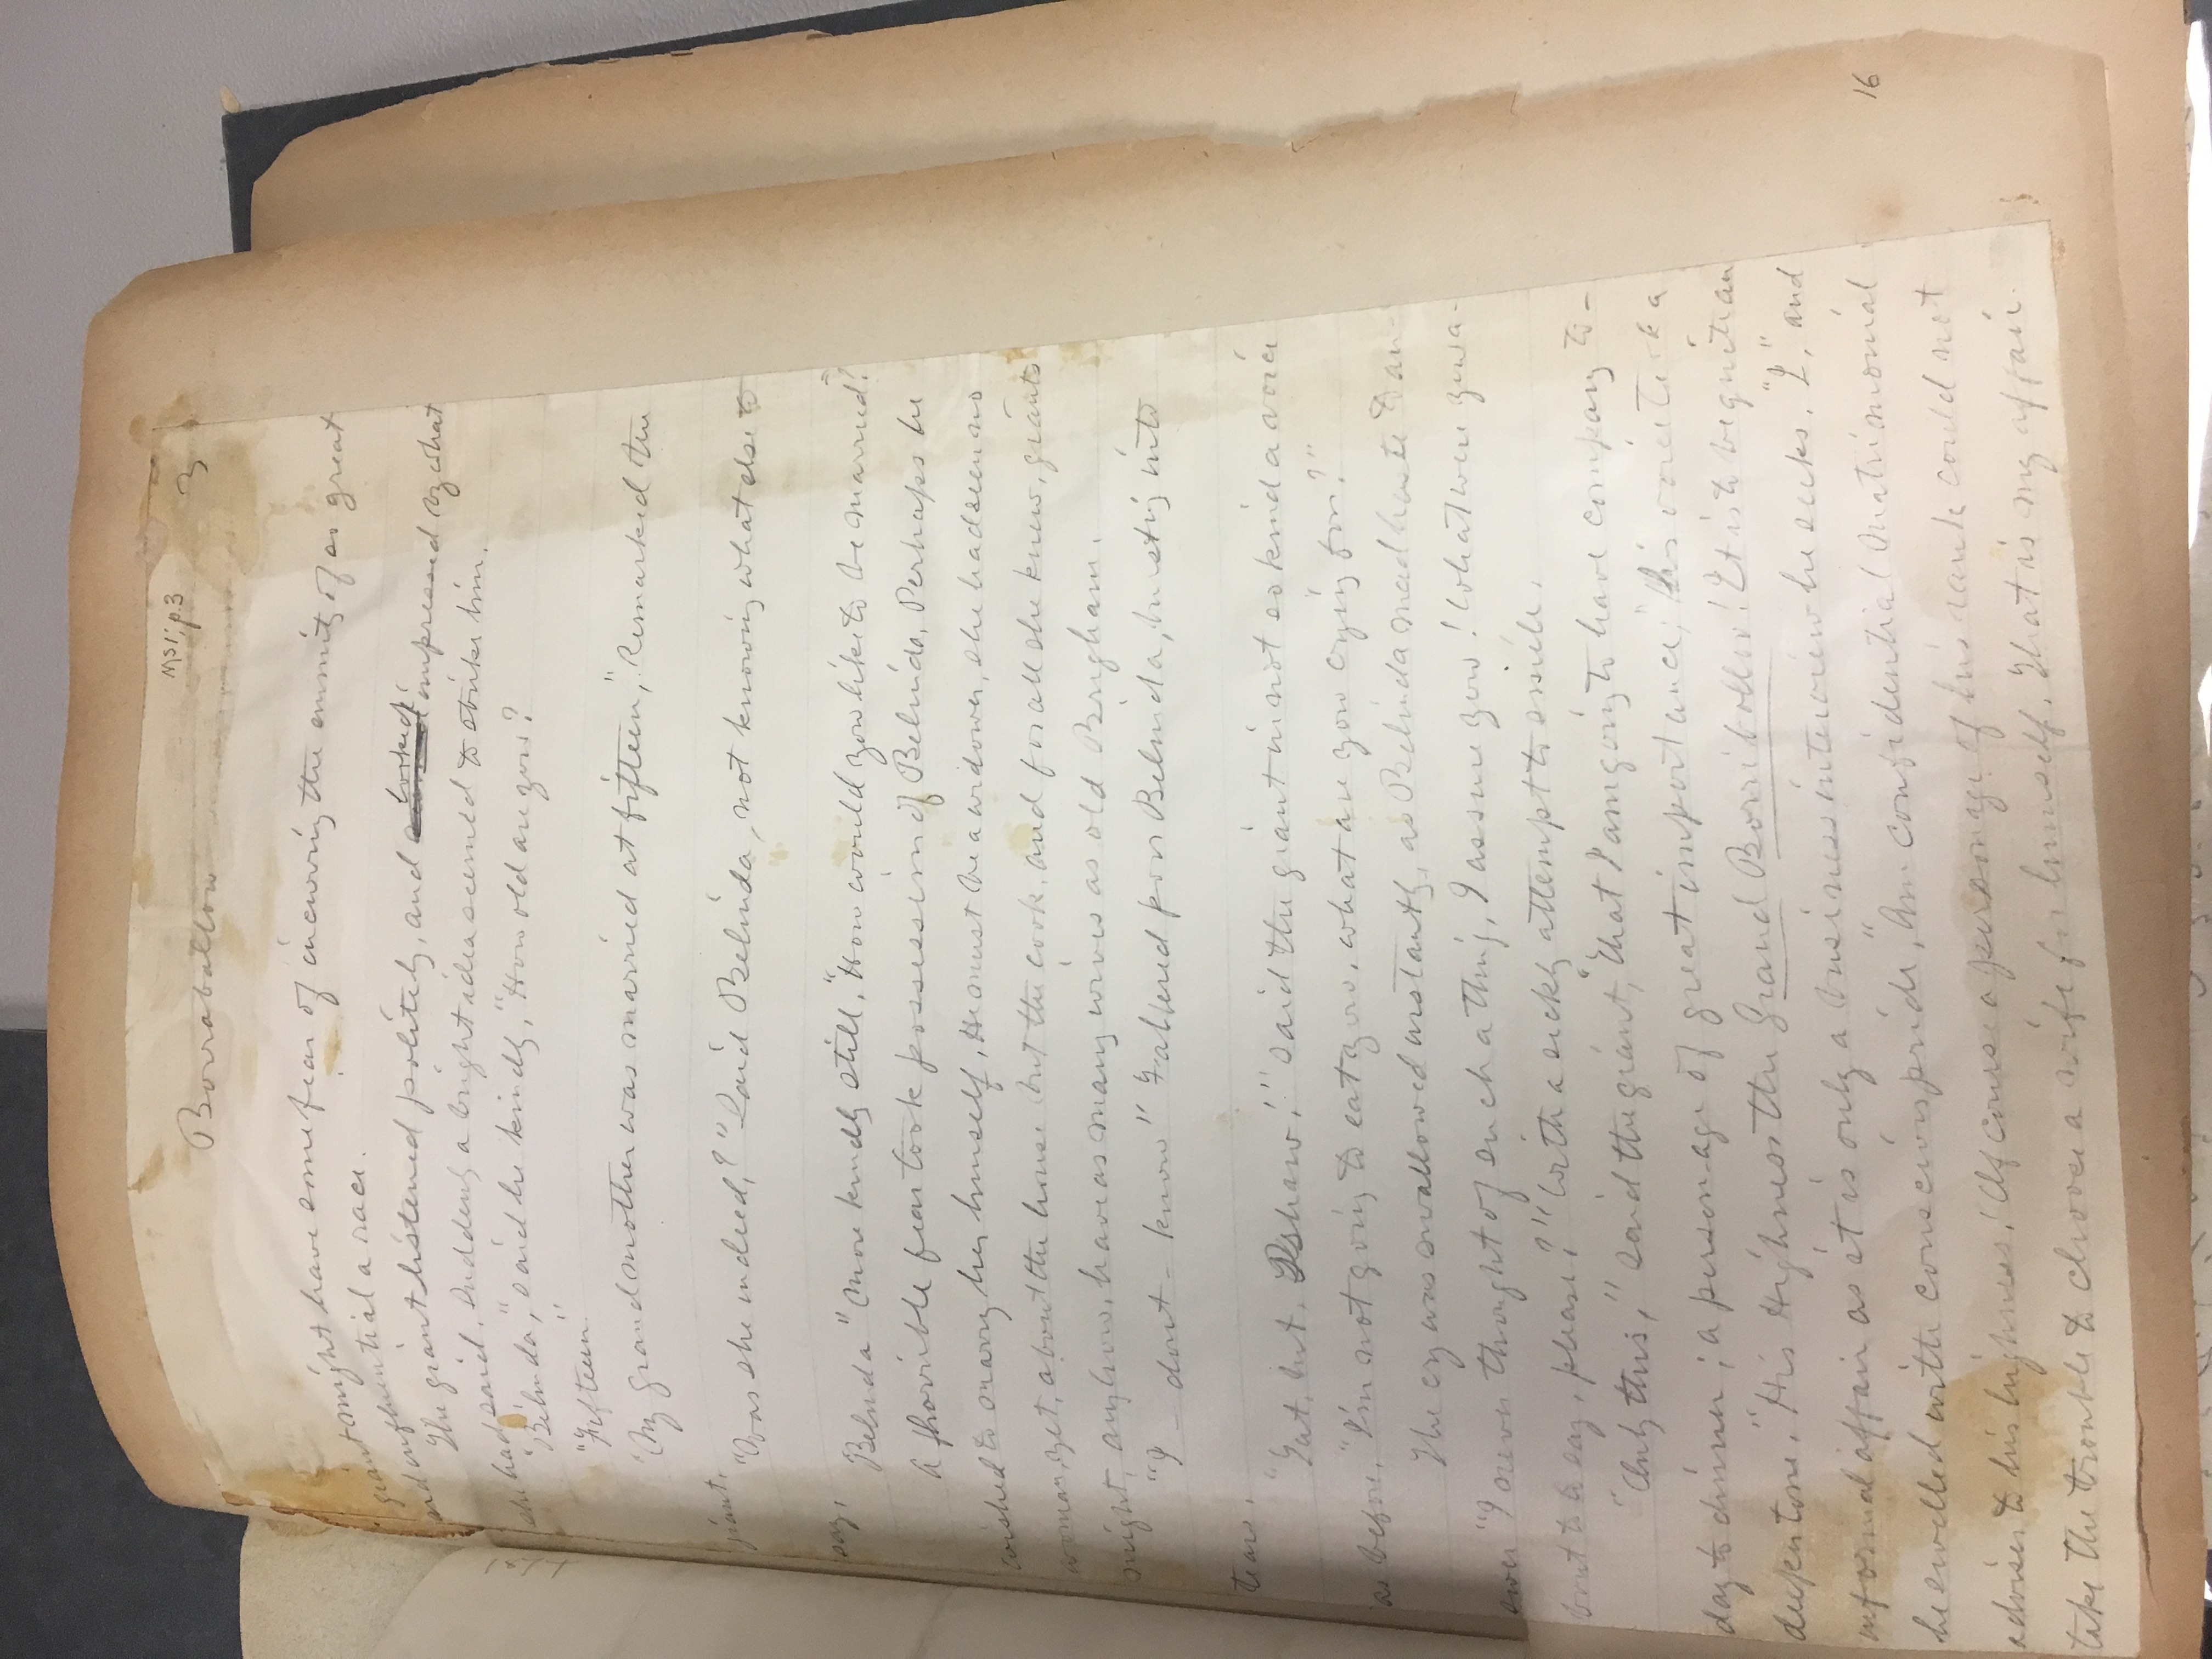 MS1; p.3
3
Borraballow
giant might have some fear of incurring the enmity of so great
and influential a race.
The giant listened politely, and looked impressed by what
she had said. Suddenly a bright idea seemed to strike him.
"Belinda", said he kindly, "How old are you?
"Fifteen."
"My grandmother was married at fifteen," Remarked the
giant.
"Was she indeed,?" Said Belinda, not knowing what else to
say.
Belinda" more kindly still, "How would you like to be married?"
A horrible fear took possession of Belinda. Perhaps he
wished to marry her himself. He must be a widower, she had seen no
woman, yet, about the house but the cook, and for all she knew, giants
might, anyhow, have as many wives as old Brigham.
"I - dont - know" Faltered poor Belinda, bursting into
tears.
"Tut, tut, Pshaw!" said the giant in not so kind a voice
as before. "I'm not going to eat you. what are you crying for?"
The cry was swallowed instantly, as Belinda mad haste to an-
swer "I never thought of such a thing, I assure you! What were you a-
bout to say, please?" With a sickly attempt to smile.
"Only this," said the giant, "that I am going to have company to-
day to dinner; a personage of great importance," His voice took a
deeper tone. "His Highness the Grand Borriballoo! It is to be quite an
informal affair as it is only a business interview he seeks. "I," and
he swelled with conscious pride, "Am confidential Matrimonial
adviser to his highness! Of course a personage of his rank could not
take the trouble to choose a wife for himself. That is my affair.
16